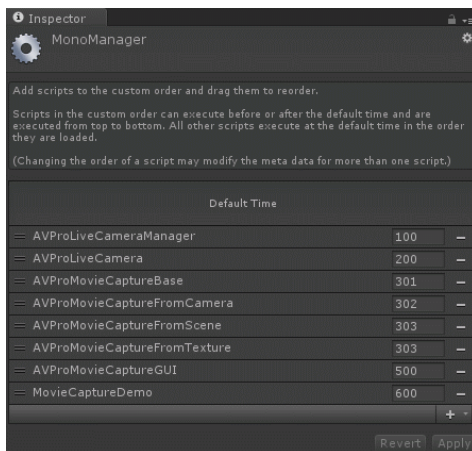 Inspector
MonoManager
Add scripts to the custom order and drag them to reorder.
Scripts in the custom order can execute before or after the default time and are
executed from top to bottom. All other scripts execute at the default time in the order
they are loaded.
(Changing the order of a script may modify the meta data for more than one script.)
Default Time
AVProLiveCameraManager 100
AVProLiveCamera 200
AVProMovieCaptureBase 301
AVProMovieCaptureFromCamera 302
AVProMovieCaptureFromScene 303
AVProMovieCaptureFromTexture 303
AVProMovieCaptureGUI 500
MovieCaptureDemo 600
Revert Apply